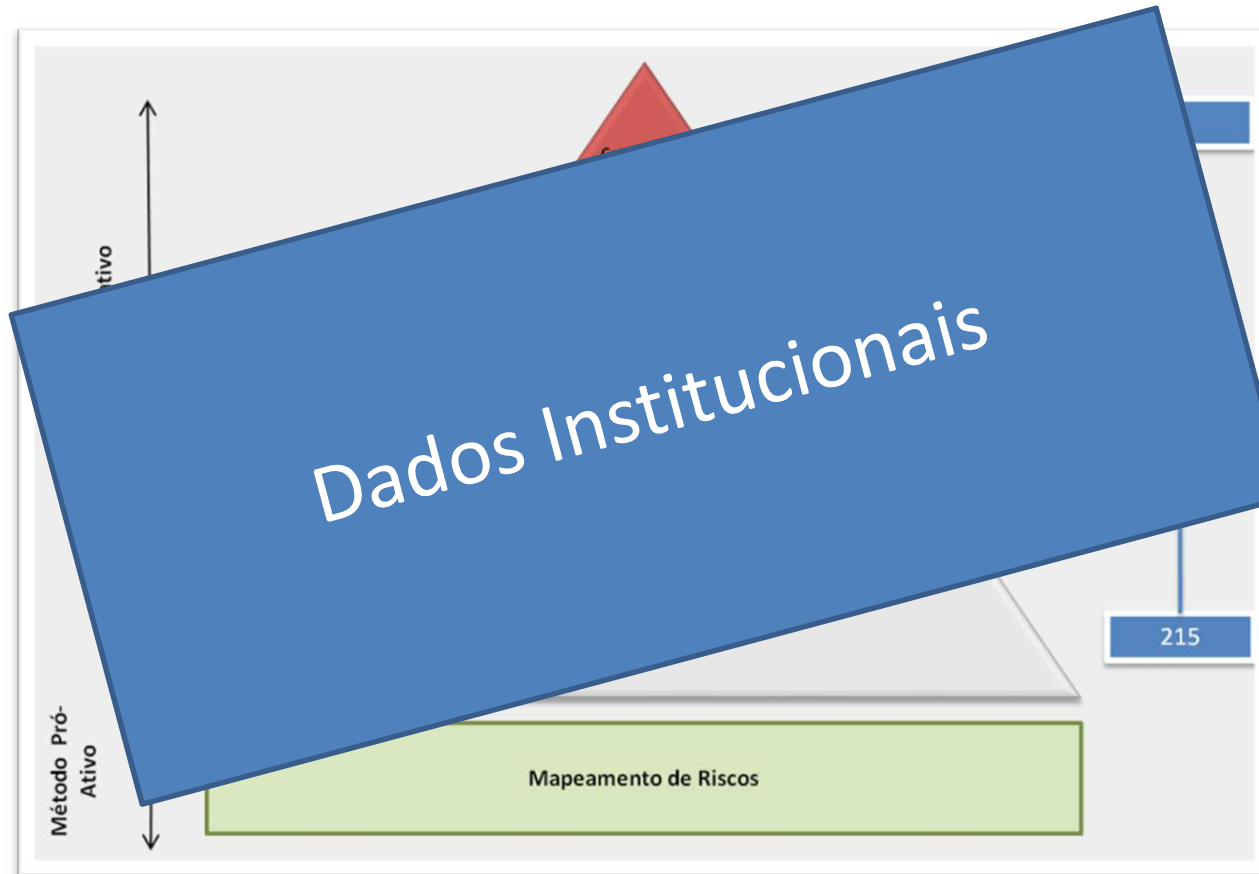 Dados Institucionais
215
Método Pró-
Ativo
Mapeamento de Riscos